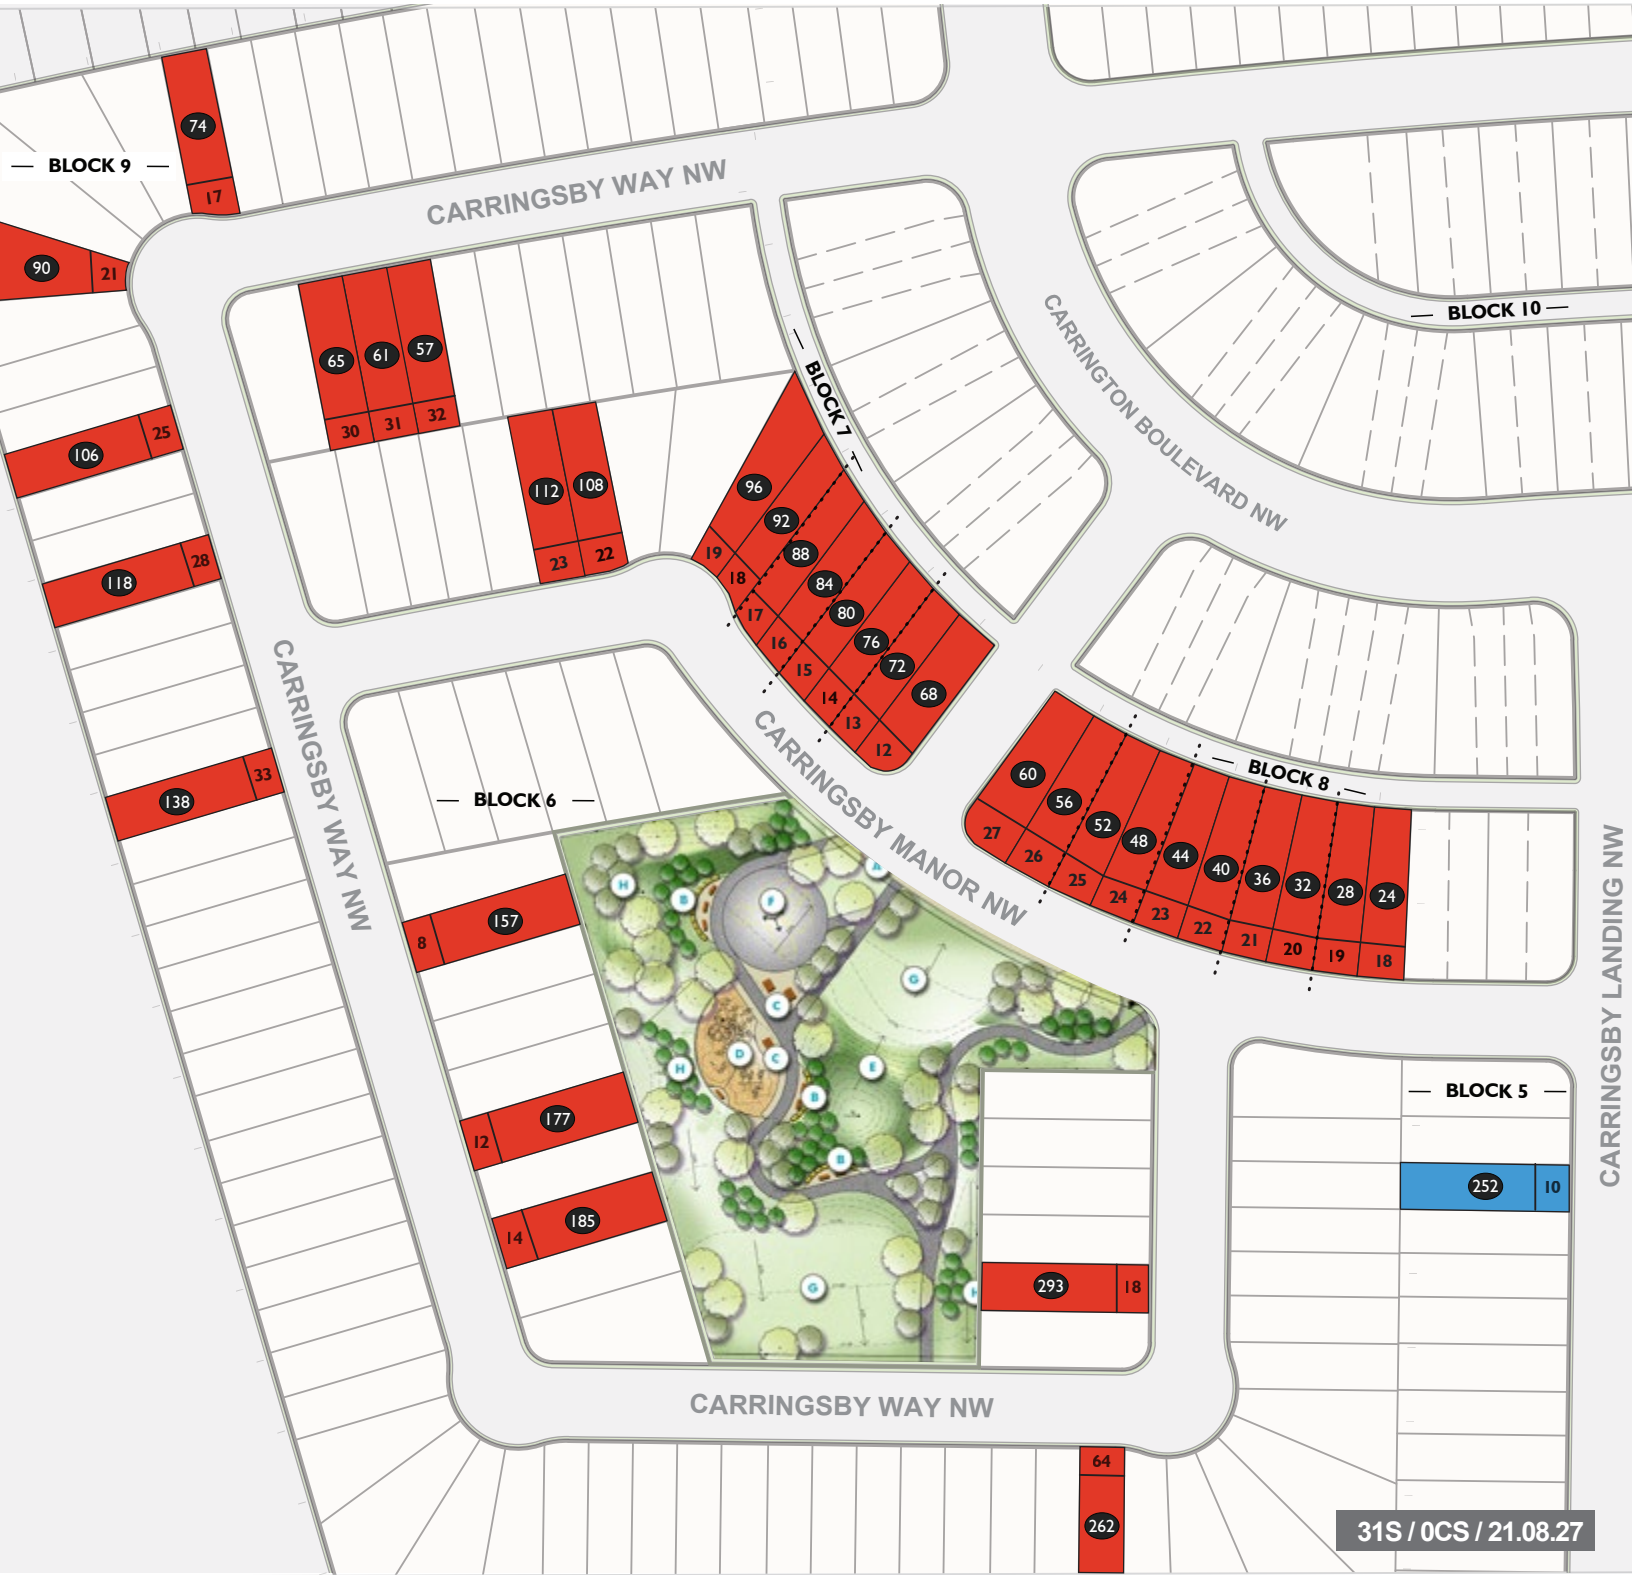 74
17
BLOCK 9
90
21
CARRINGSBY WAY NW
65
61
57
30
31
32
106
25
112
108
23
22
118
28
138
33
CARRINGSBY WAY NW
BLOCK 7
96
92
88
84
80
76
72
68
19
18
17
16
15
14
13
12
CARRINGTON BOULEVARD NW
BLOCK 10
BLOCK 8
60
56
52
48
44
40
36
32
28
24
27
26
25
24
23
22
21
20
19
18
CARRINGSBY MANOR NW
CARRINGSBY LANDING NW
BLOCK 6
8
157
12
177
14
185
H
B
F
A
G
C
D
C
E
H
B
B
G
H
293
18
BLOCK 5
252
10
CARRINGSBY WAY NW
64
262
31S / 0CS / 21.08.27